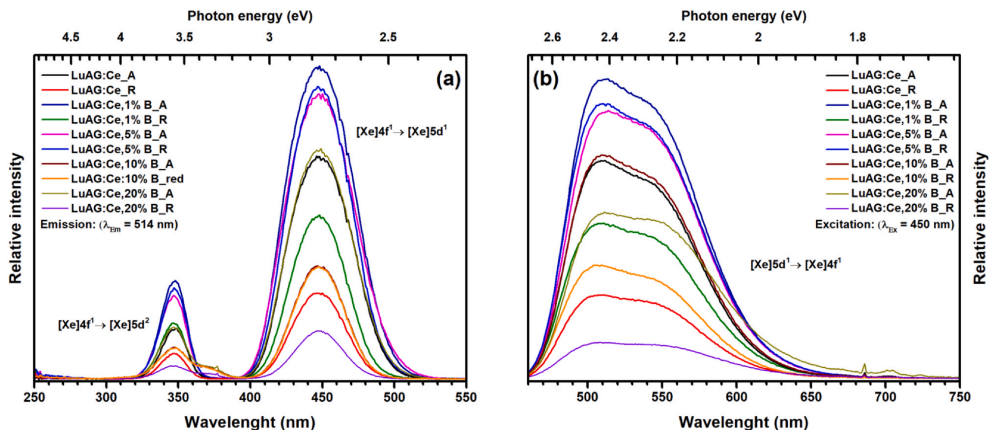 Photon energy (eV)
4.5 4 3.5 3 2.5
(a)
LuAG:Ce_A
LuAG:Ce_R
LuAG:Ce,1% B_A
LuAG:Ce,1% B_R
LuAG:Ce,5% B_A
LuAG:Ce,5% B_R
LuAG:Ce,10% B_A
LuAG:Ce:10% B_red
LuAG:Ce,20% B_A
LuAG:Ce,20% B_R
Emission: (λEm = 514 nm)
[Xe]4f¹→ [Xe]5d¹
[Xe]4f¹→ [Xe]5d²
Relative intensity
250 300 350 400 450 500 550
Wavelenght (nm)
Photon energy (eV)
2.6 2.4 2.2 2 1.8
(b)
LuAG:Ce_A
LuAG:Ce_R
LuAG:Ce,1% B_A
LuAG:Ce,1% B_R
LuAG:Ce,5% B_A
LuAG:Ce,5% B_R
LuAG:Ce,10% B_A
LuAG:Ce,10% B_R
LuAG:Ce,20% B_A
LuAG:Ce,20% B_R
Excitation: (λEx = 450 nm)
[Xe]5d¹→ [Xe]4f¹
Relative intensity
500 550 600 650 700 750
Wavelenght (nm)